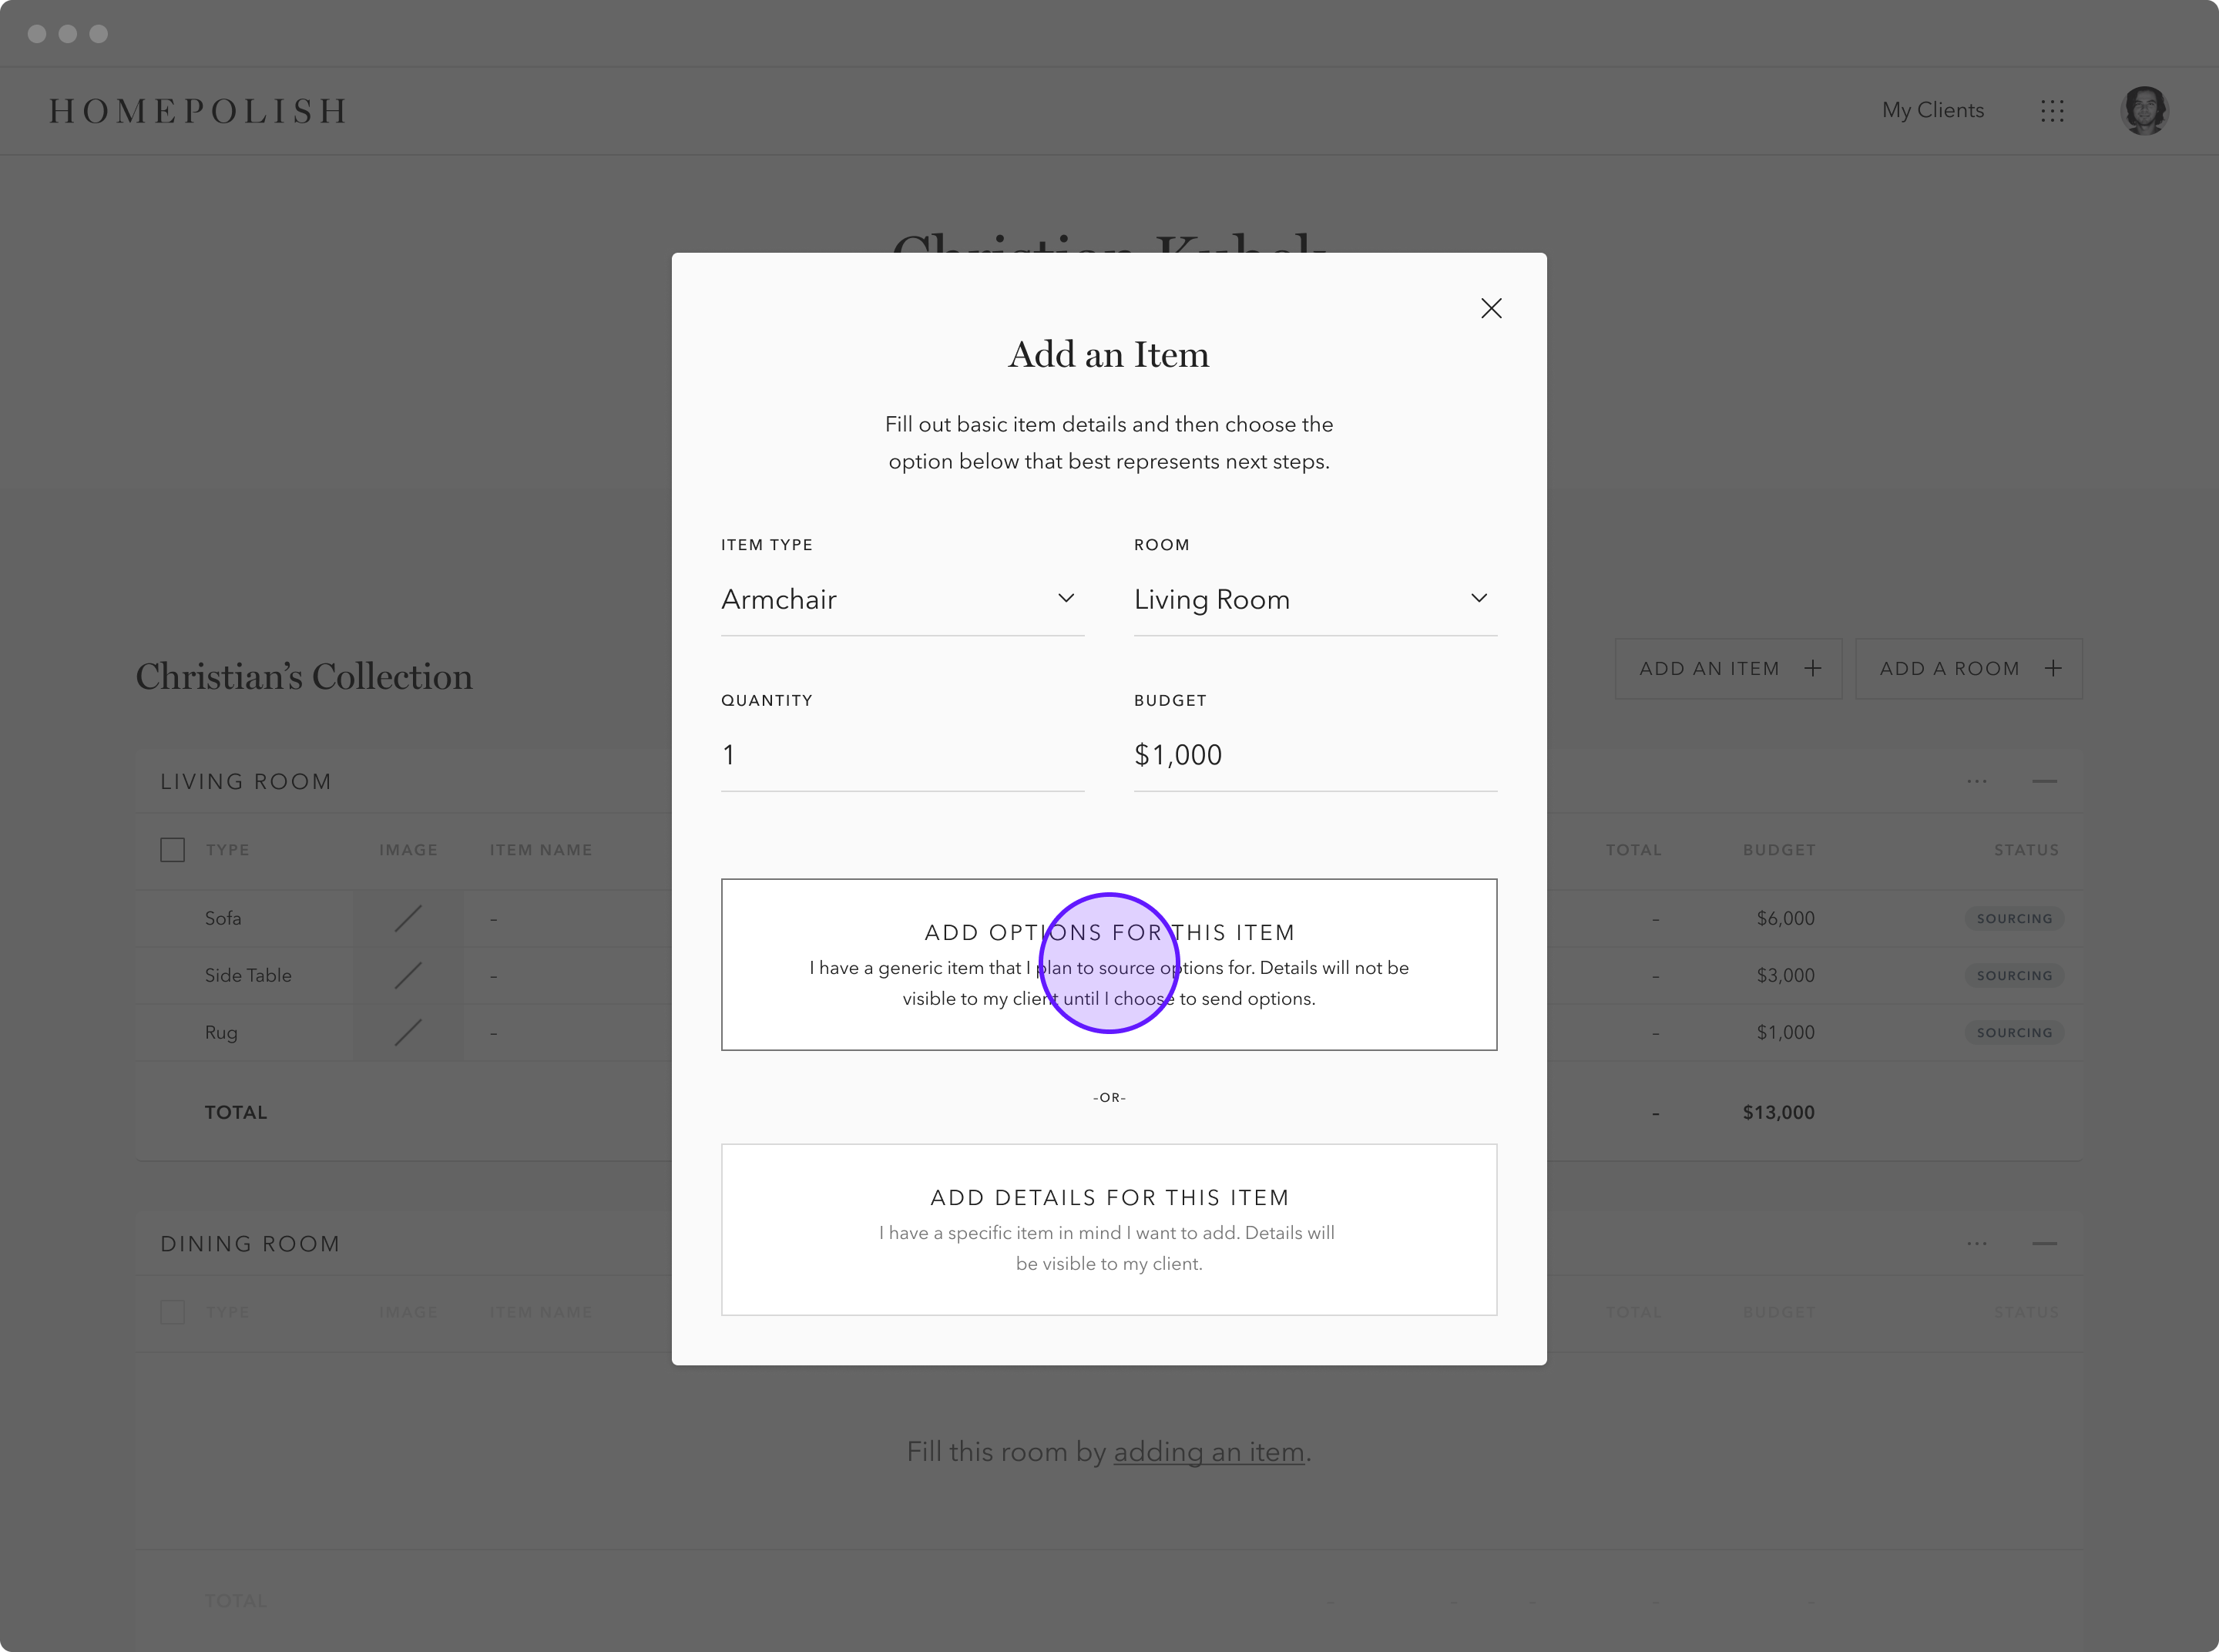 HOMEPOLISH
My Clients
Christian Kubak
Add an Item
Fill out basic item details and then choose the
option below that best represents next steps.
ITEM TYPE
ROOM
Armchair
Living Room
QUANTITY
BUDGET
1
$1,000
ADD OPTIONS FOR THIS ITEM
I have a generic item that I plan to source options for. Details will not be
visible to my client until I choose to send options.
-OR-
ADD DETAILS FOR THIS ITEM
I have a specific item in mind I want to add. Details will
be visible to my client.
Christian’s Collection
ADD AN ITEM +
ADD A ROOM +
LIVING ROOM
TYPE IMAGE ITEM NAME TOTAL BUDGET STATUS
Sofa - - $6,000 SOURCING
Side Table - - $3,000 SOURCING
Rug - - $1,000 SOURCING
TOTAL - $13,000
DINING ROOM
TYPE IMAGE ITEM NAME TOTAL BUDGET STATUS
Fill this room by adding an item.
TOTAL - - - - -